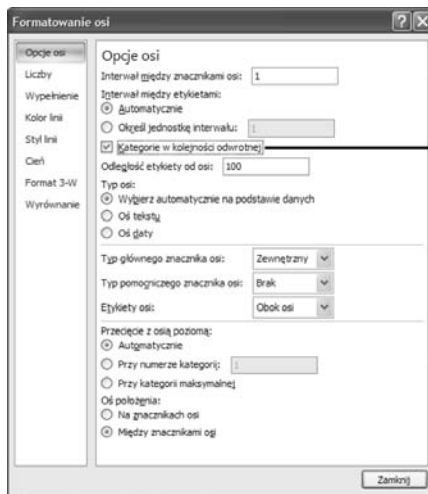 Formatowanie osi
Opcje osi
Liczby
Wypełnienie
Kolor linii
Styl linii
Cień
Format 3-W
Wyrównanie
Opcje osi
Interwał między znacznikami osi: 1
Interwał między etykietami:
Automatycznie
Określ jednostkę interwału: 1
Kategorie w kolejności odwrotnej
Odległość etykiety od osi: 100
Typ osi:
Wybierz automatycznie na podstawie danych
Oś tekstu
Oś daty
Typ głównego znacznika osi: Zewnętrzny
Typ pomocniczego znacznika osi: Brak
Etykiety osi: Obok osi
Przecięcie z osią poziomą:
Automatycznie
Przy numerze kategorii: 1
Przy kategorii maksymalnej
Oś położenia:
Na znacznikach osi
Między znacznikami osi
Zamknij